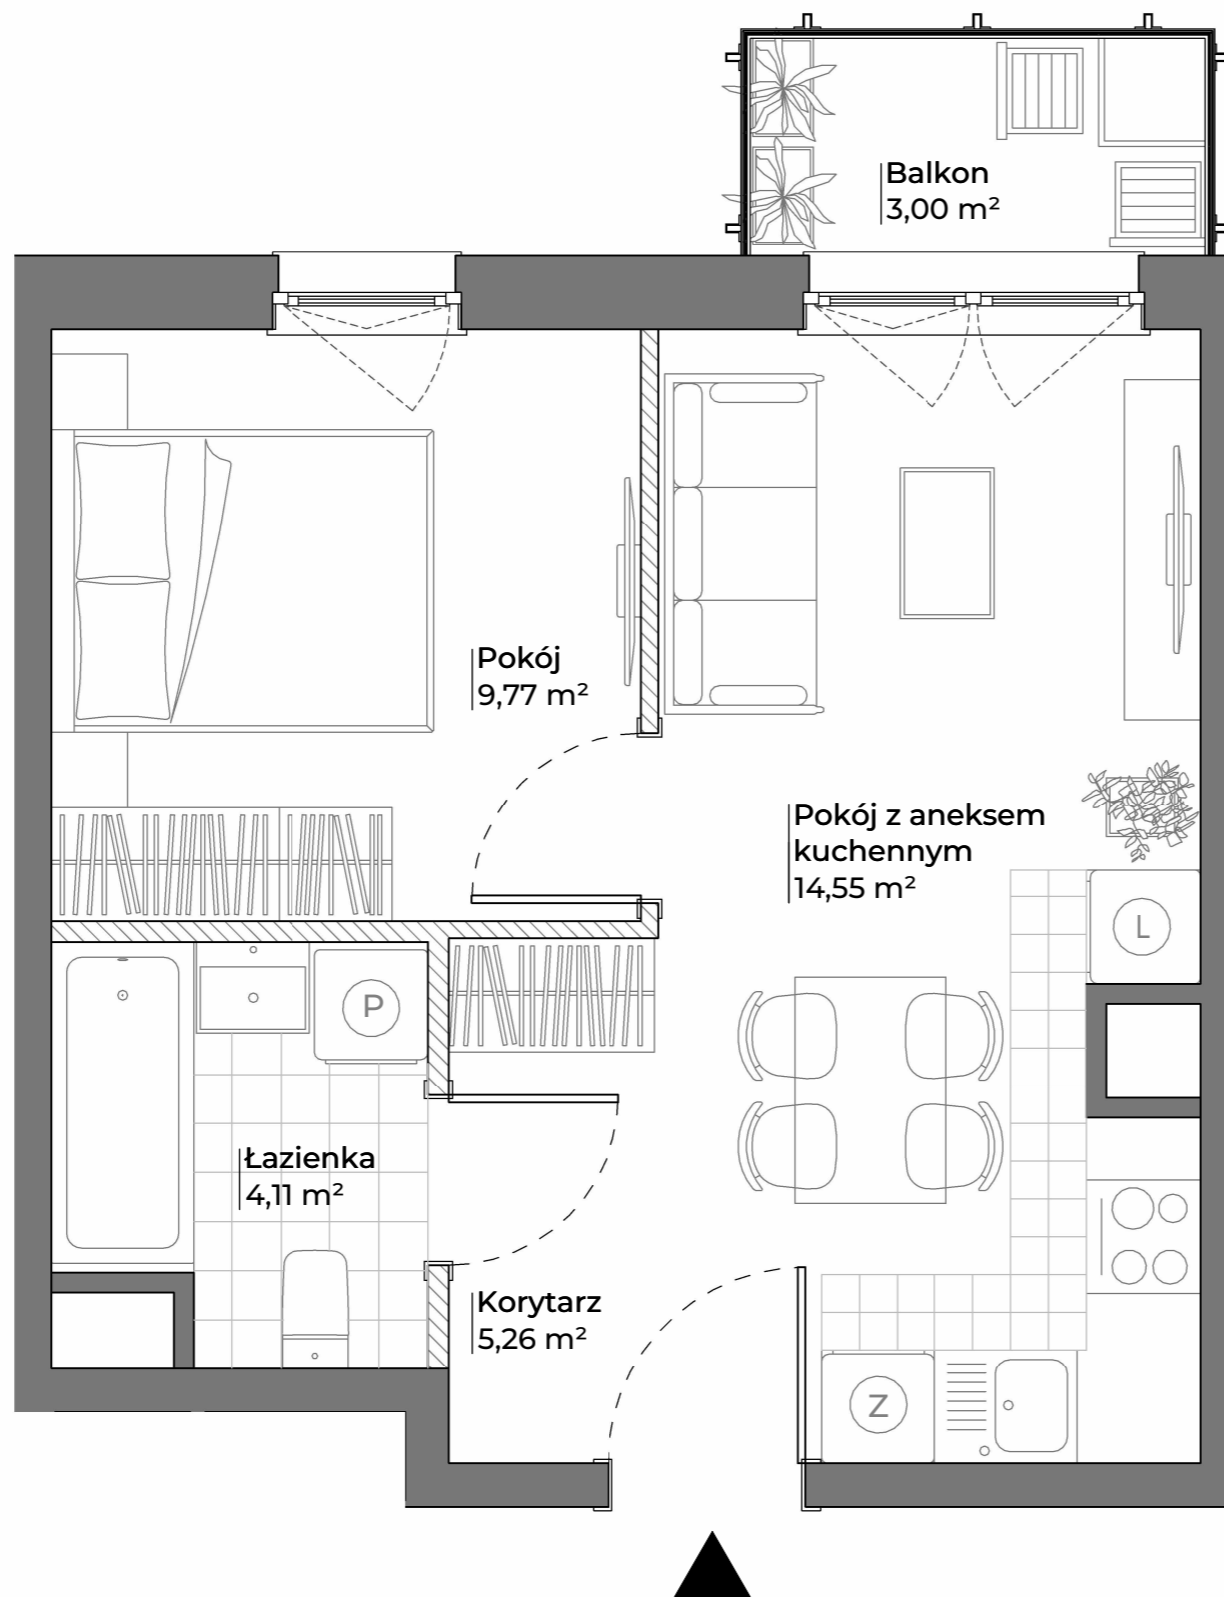 Balkon
3,00 m²
Pokój
9,77 m²
Pokój z aneksem
kuchennym
14,55 m²
L
P
Łazienka
4,11 m²
Korytarz
5,26 m²
Z